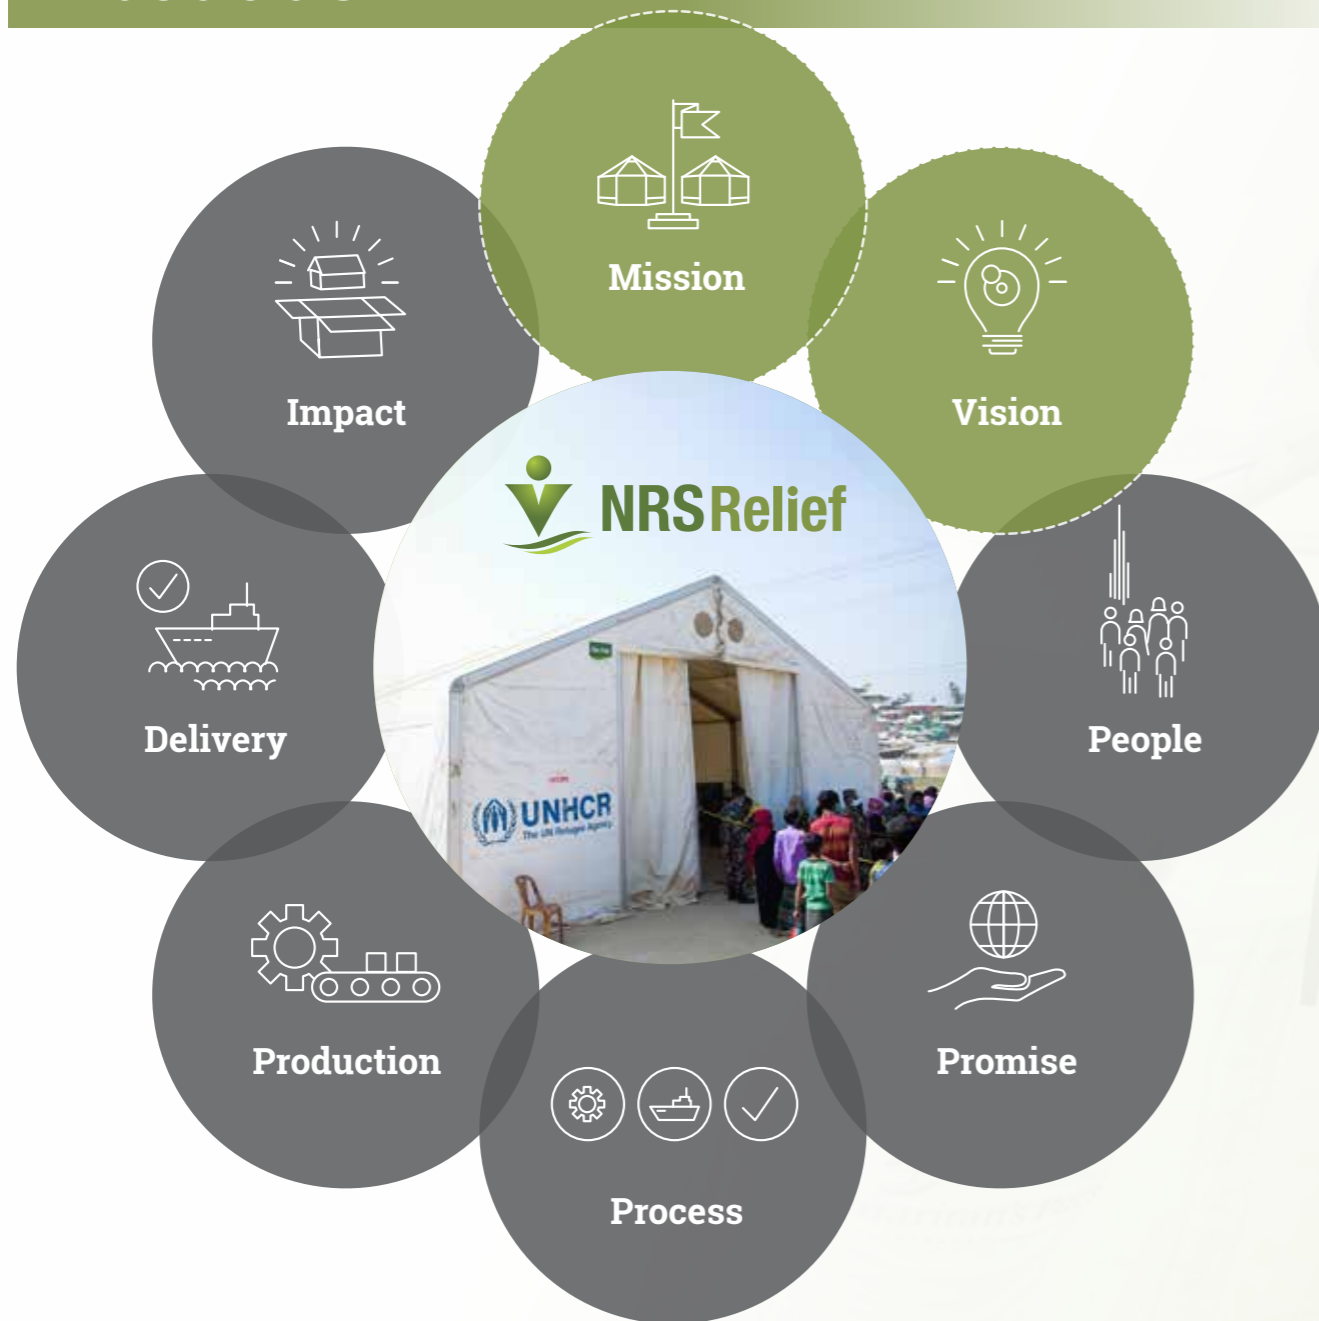 Mission
Vision
Impact
NRS Relief
People
Delivery
UNHCR
The UN Refugee Agency
Promise
Production
Process